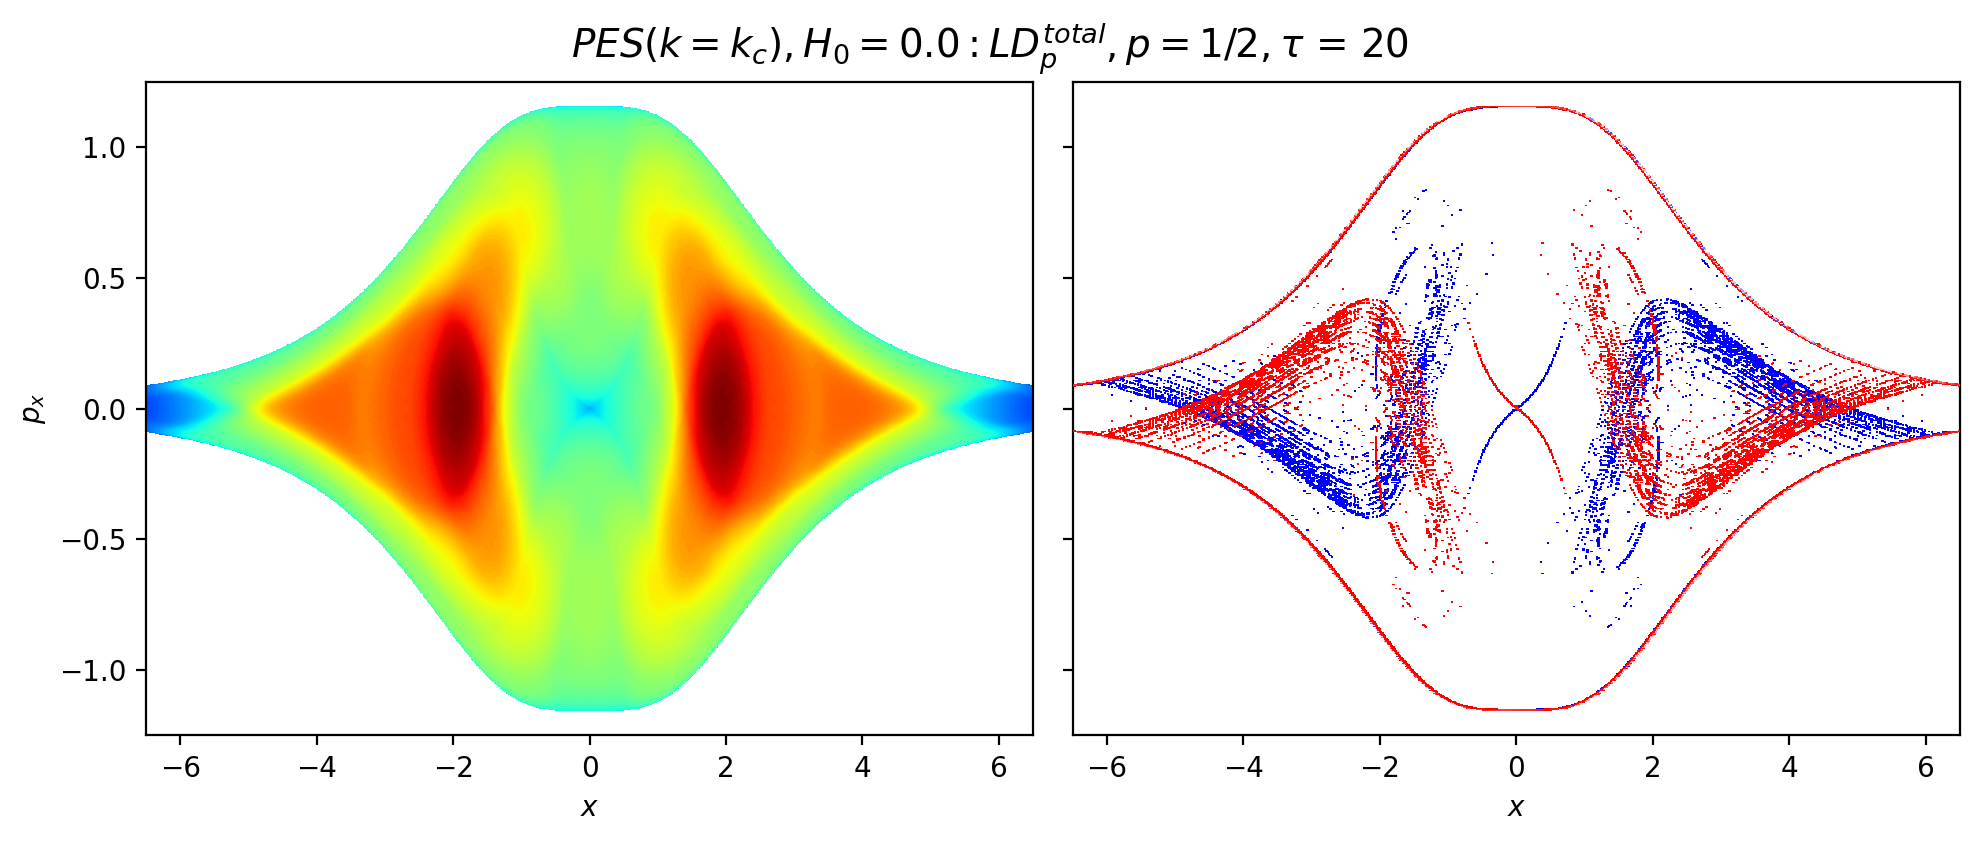 PES(k = k_c), H_0 = 0.0 : LD_p^{total}, p = 1/2, τ = 20
1.0
0.5
0.0
−0.5
−1.0
p_x
−6 −4 −2 0 2 4 6
x
−6 −4 −2 0 2 4 6
x